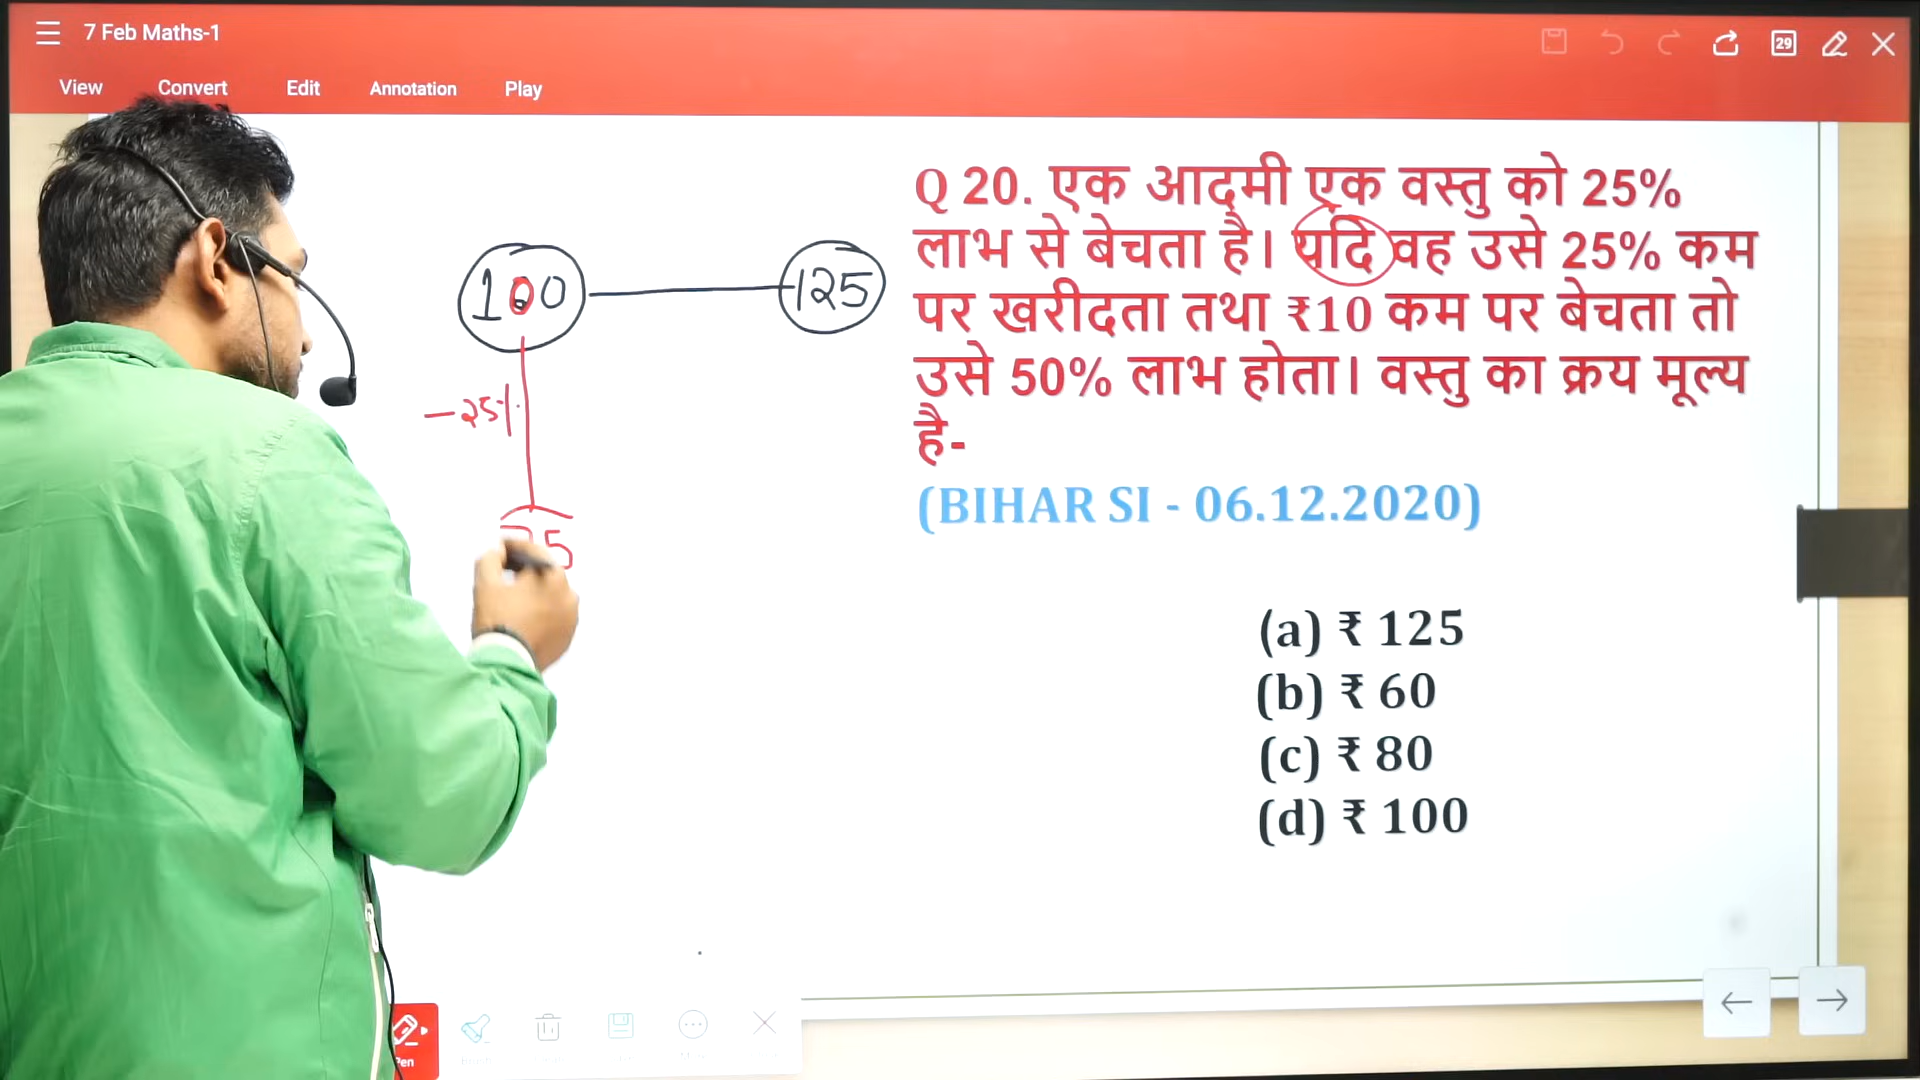 7 Feb Maths-1
29
View Convert Edit Annotation Play
Q 20. एक आदमी एक वस्तु को 25%
लाभ से बेचता है। यदि वह उसे 25% कम
पर खरीदता तथा ₹10 कम पर बेचता तो
उसे 50% लाभ होता। वस्तु का क्रय मूल्य
है-
(BIHAR SI - 06.12.2020)
100 125
-25%
5
(a) ₹ 125
(b) ₹ 60
(c) ₹ 80
(d) ₹ 100
Pen